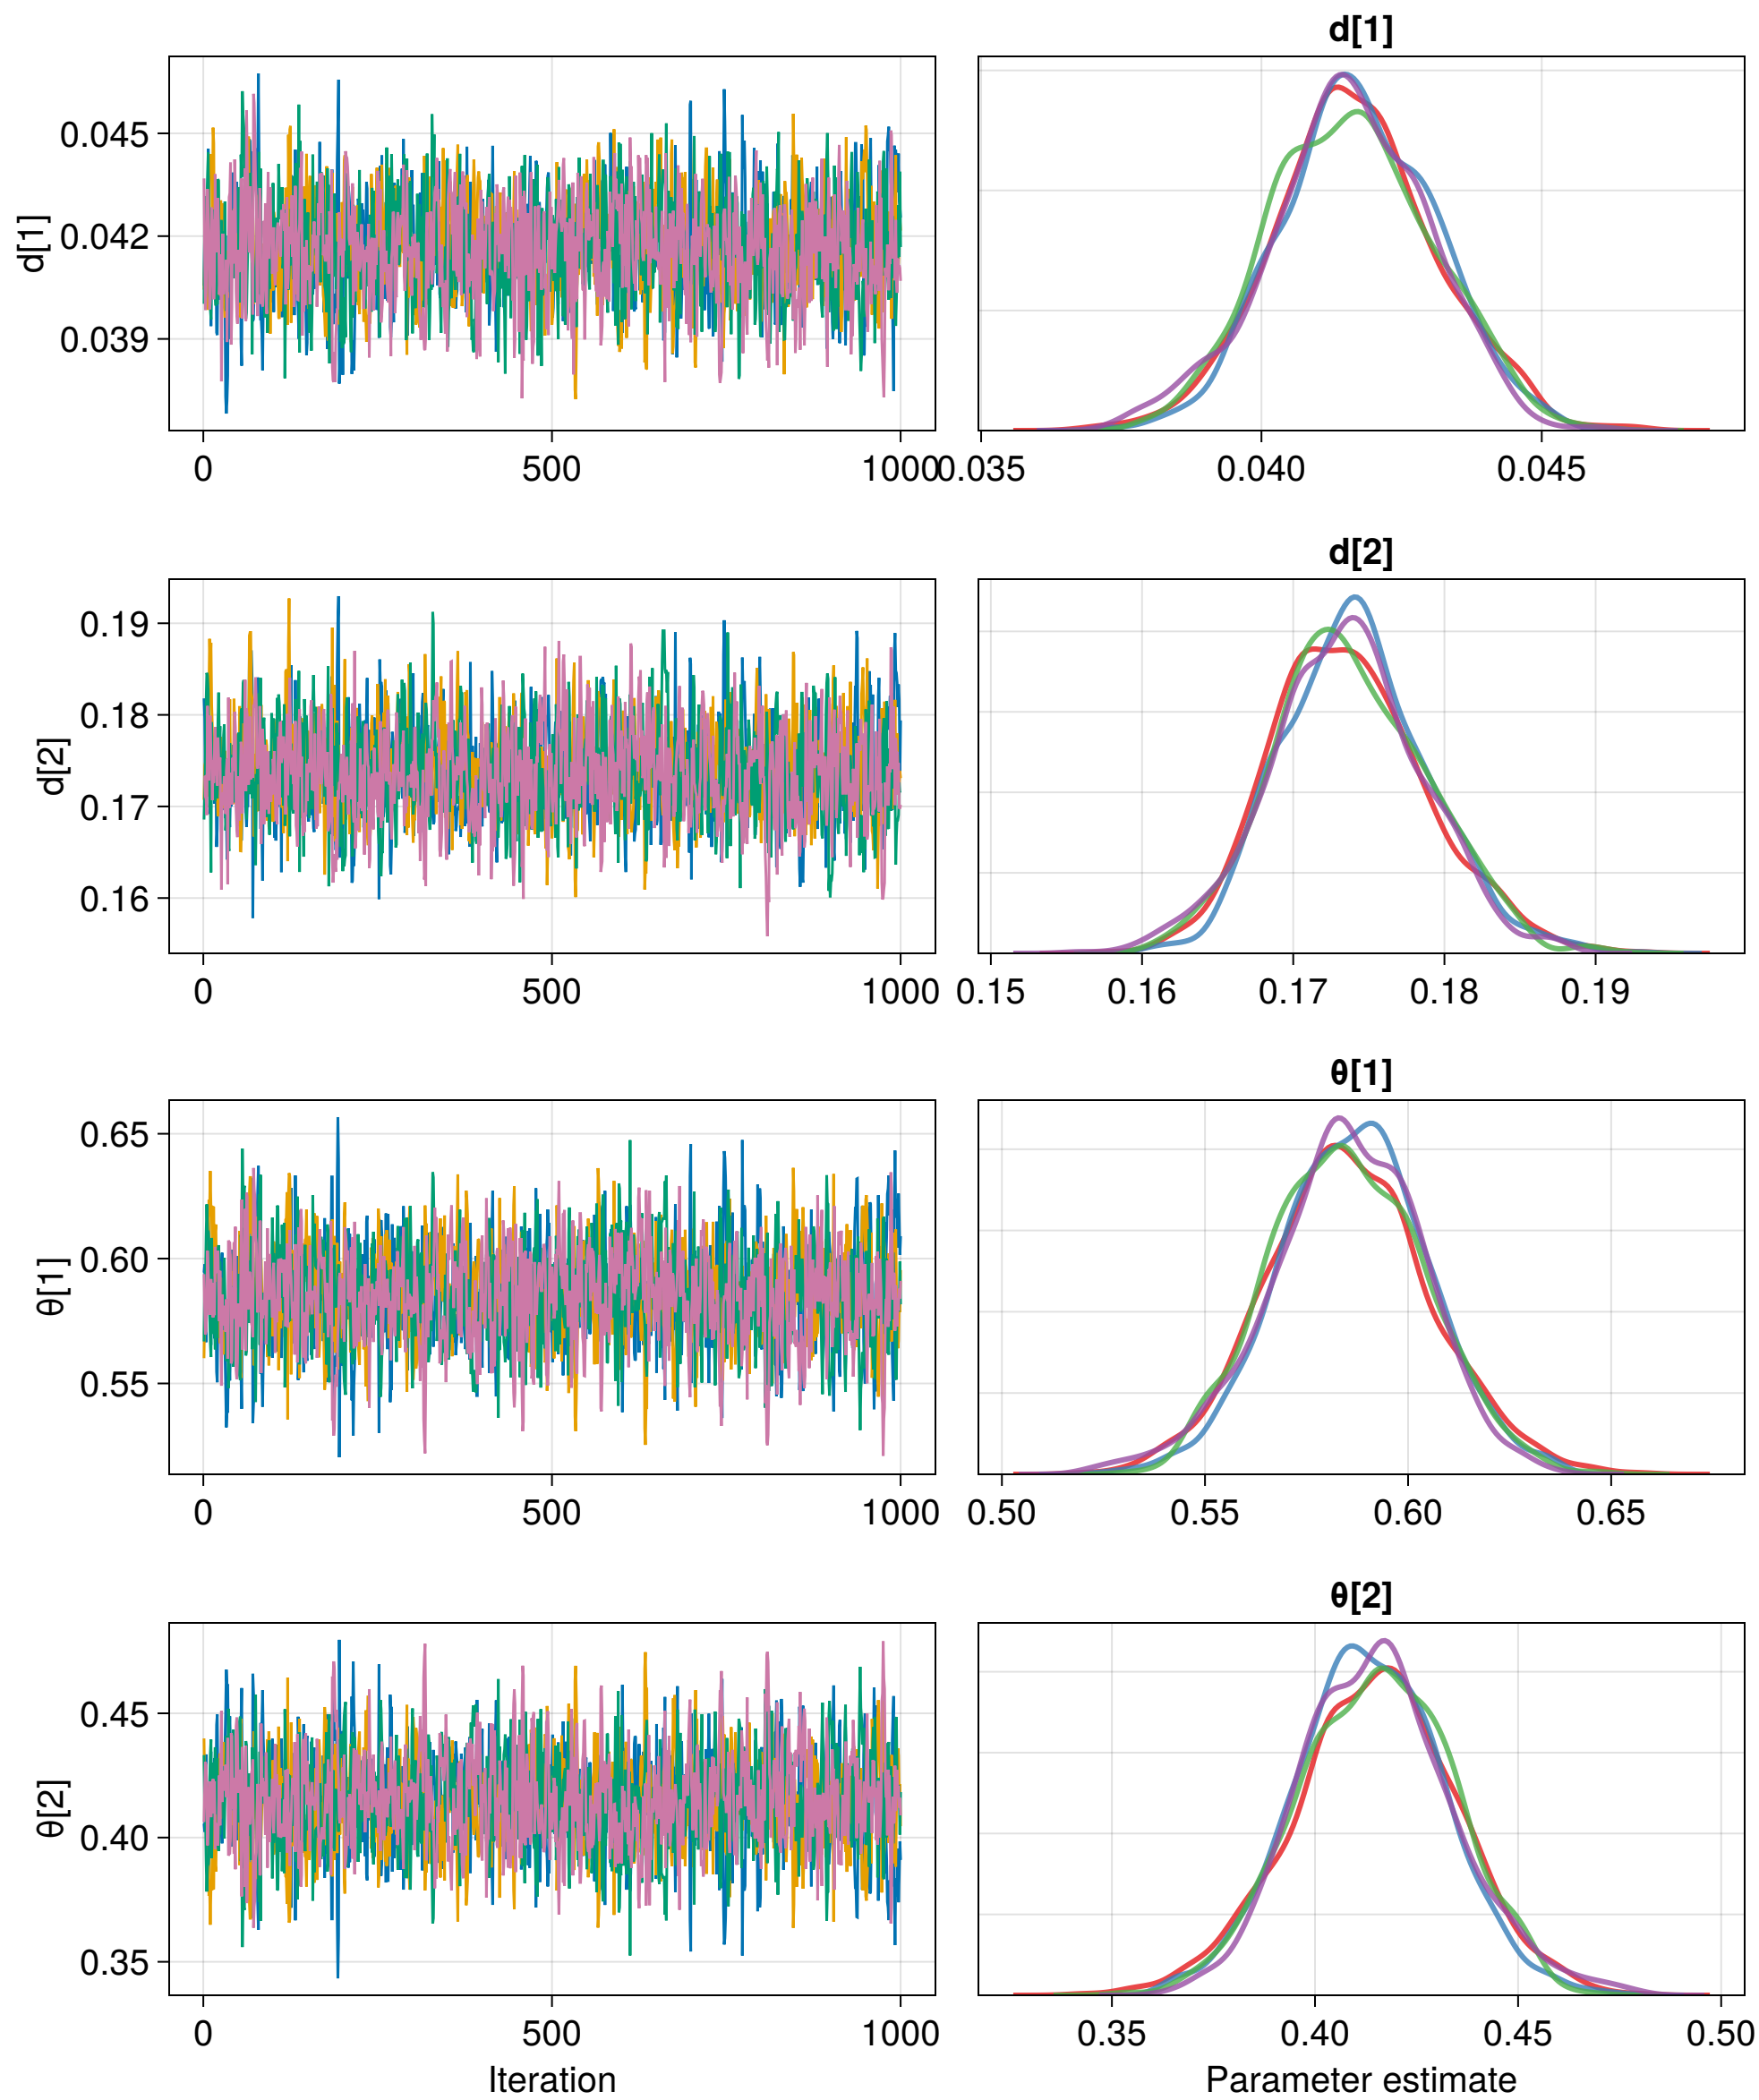 d[1]
d[1]
0.045
0.042
0.039
0 500 1000 0.035 0.040 0.045
d[2]
d[2]
0.19
0.18
0.17
0.16
0 500 1000 0.15 0.16 0.17 0.18 0.19
θ[1]
θ[1]
0.65
0.60
0.55
0 500 1000 0.50 0.55 0.60 0.65
θ[2]
θ[2]
0.45
0.40
0.35
0 500 1000 0.35 0.40 0.45 0.50
Iteration Parameter estimate